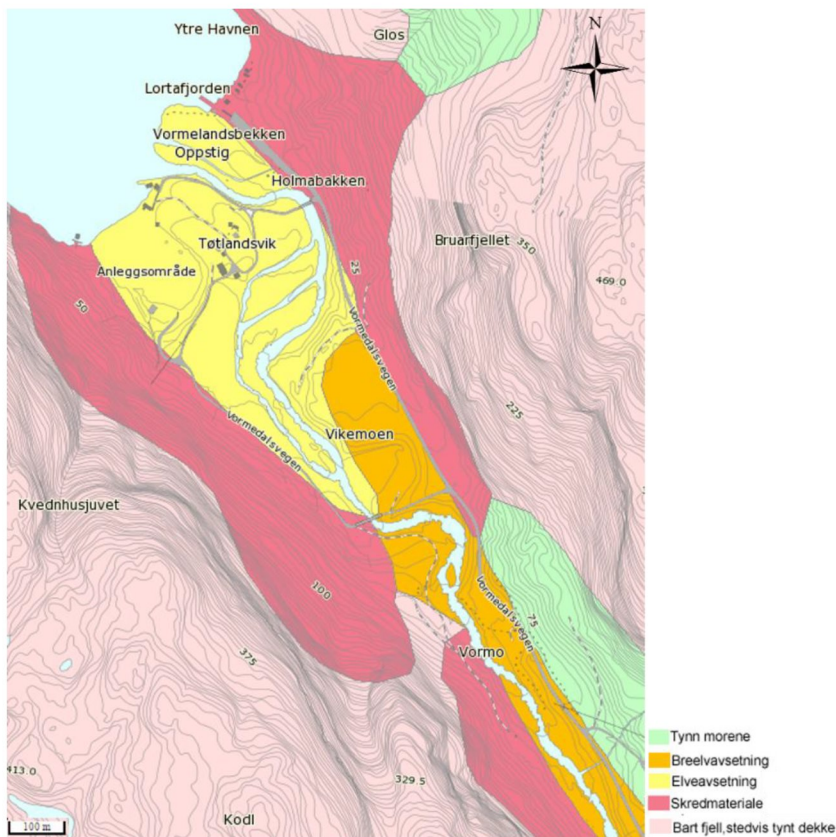 Ytre Havnen
Glos
N
Lortafjorden
Vormelandsbekken
Oppstig
Holmabakken
Bruarfjellet
350
Tøtlandsvik
Anleggsområde
25
469.0
50
Vormedalsvegen
225
Vikemoen
Vormedalsvegen
Kvednhusjuvet
100
Vormedalsvegen
75
375
Vormo
Tynn morene
Breelvavsetning
Elveavsetning
Skredmateriale
Bart fjell,stedvis tynt dekke
413.0
329.5
Kodl
100 m